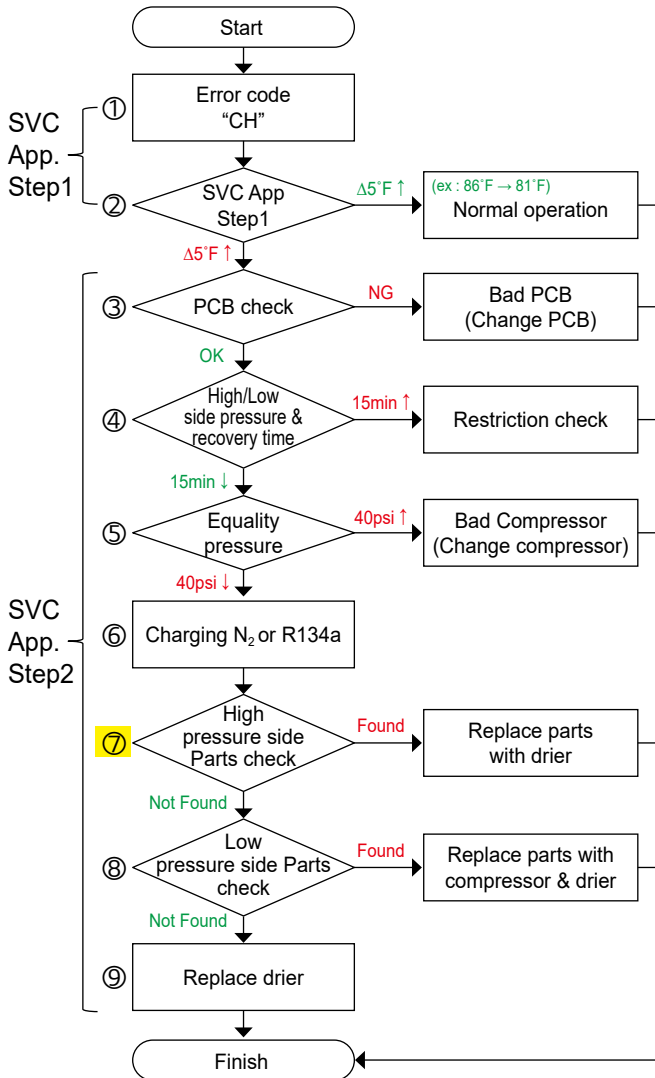 Start
SVC
App.
Step1
①
Error code
“CH”
②
SVC App
Step1
Δ5˚F ↑
(ex : 86˚F → 81˚F)
Normal operation
Δ5˚F ↑
SVC
App.
Step2
③
PCB check
NG
Bad PCB
(Change PCB)
OK
④
High/Low
side pressure &
recovery time
15min ↑
Restriction check
15min ↓
⑤
Equality
pressure
40psi ↑
Bad Compressor
(Change compressor)
40psi ↓
⑥
Charging N₂ or R134a
⑦
High
pressure side
Parts check
Found
Replace parts
with drier
Not Found
⑧
Low
pressure side Parts
check
Found
Replace parts with
compressor & drier
Not Found
⑨
Replace drier
Finish